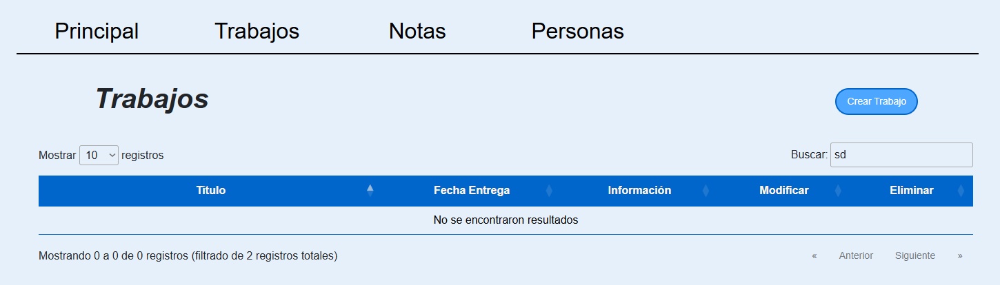 Principal Trabajos Notas Personas
Trabajos
Crear Trabajo
Mostrar 10 registros
Buscar: sd
Título Fecha Entrega Información Modificar Eliminar
No se encontraron resultados
Mostrando 0 a 0 de 0 registros (filtrado de 2 registros totales)
« Anterior Siguiente »